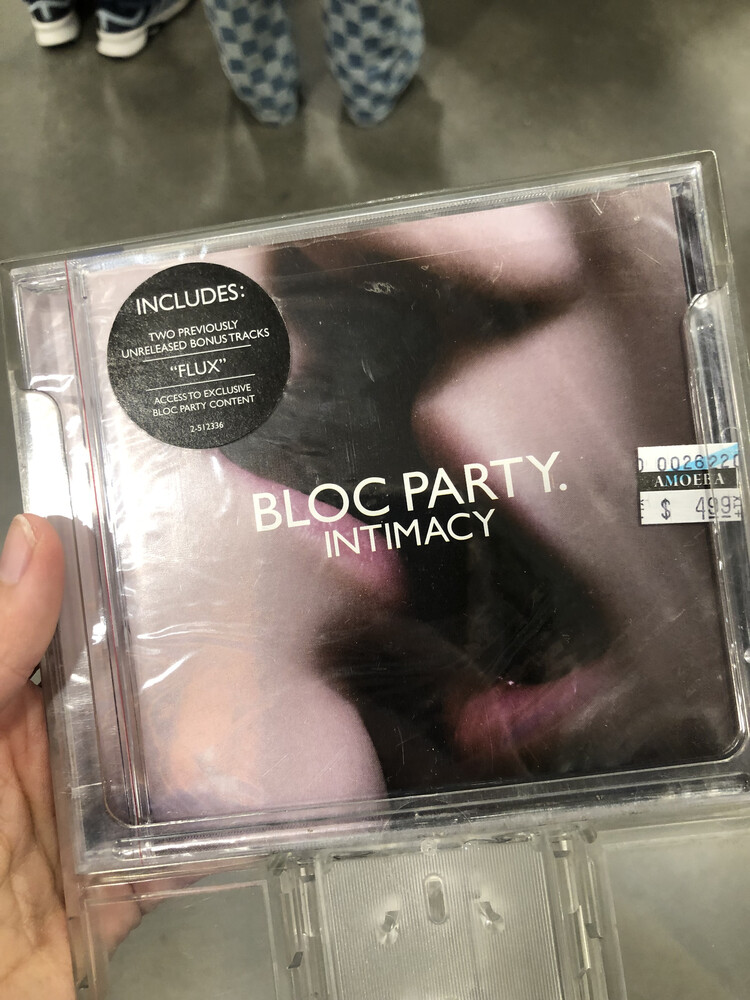 INCLUDES:
TWO PREVIOUSLY
UNRELEASED BONUS TRACKS
"FLUX"
ACCESS TO EXCLUSIVE
BLOC PARTY CONTENT
2-512336
BLOC PARTY.
INTIMACY
AMOEBA
$ 499